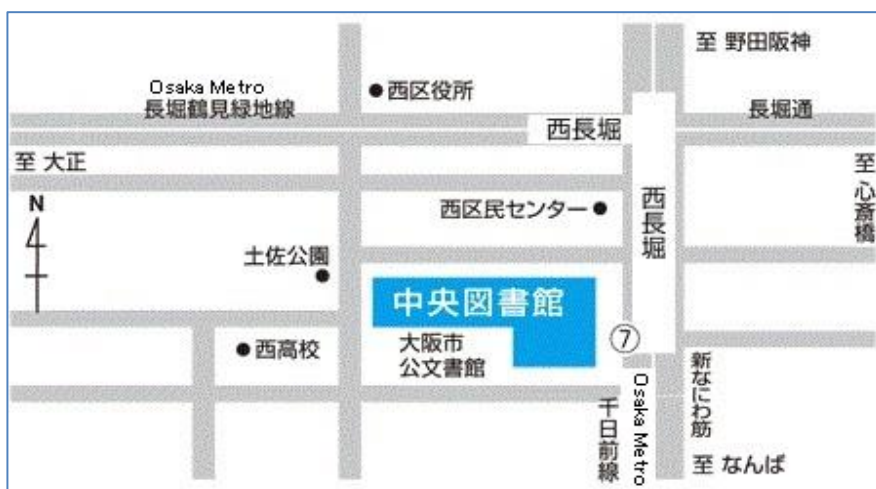 至 野田阪神
Osaka Metro
長堀鶴見緑地線
西区役所
長堀通
西長堀
至 大正
至 心斎橋
N
西区民センター
西長堀
土佐公園
中央図書館
西高校
大阪市
公文書館
⑦
新なにわ筋
Osaka Metro
千日前線
至 なんば